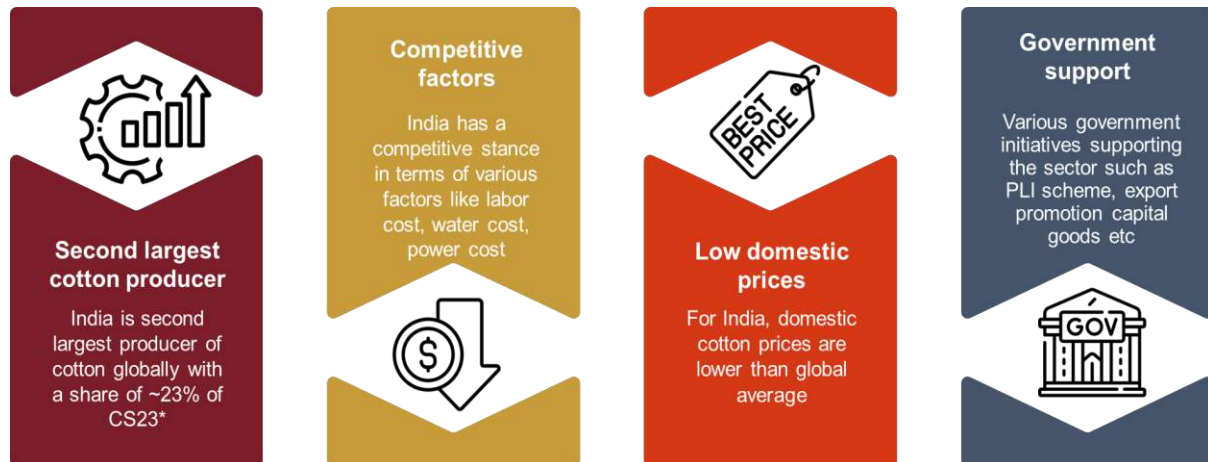 Second largest
cotton producer
India is second
largest producer of
cotton globally with
a share of ~23% of
CS23*
Competitive
factors
India has a
competitive stance
in terms of various
factors like labor
cost, water cost,
power cost
BEST
PRICE
Low domestic
prices
For India, domestic
cotton prices are
lower than global
average
Government
support
Various government
initiatives supporting
the sector such as
PLI scheme, export
promotion capital
goods etc
GOV